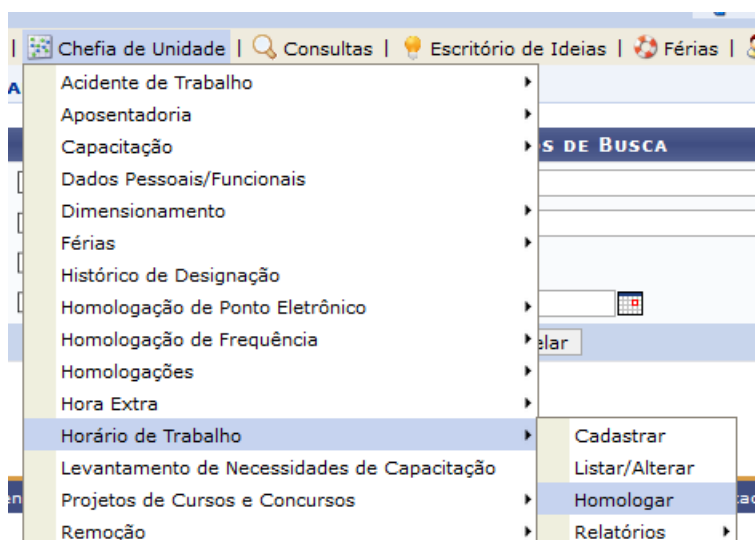 | Chefia de Unidade | Consultas | Escritório de Ideias | Férias |
Acidente de Trabalho
Aposentadoria
Capacitação
DE BUSCA
Dados Pessoais/Funcionais
Dimensionamento
Férias
Histórico de Designação
Homologação de Ponto Eletrônico
Homologação de Frequência
Homologações
Hora Extra
Horário de Trabalho
Cadastrar
Levantamento de Necessidades de Capacitação
Listar/Alterar
Projetos de Cursos e Concursos
Homologar
Remoção
Relatórios